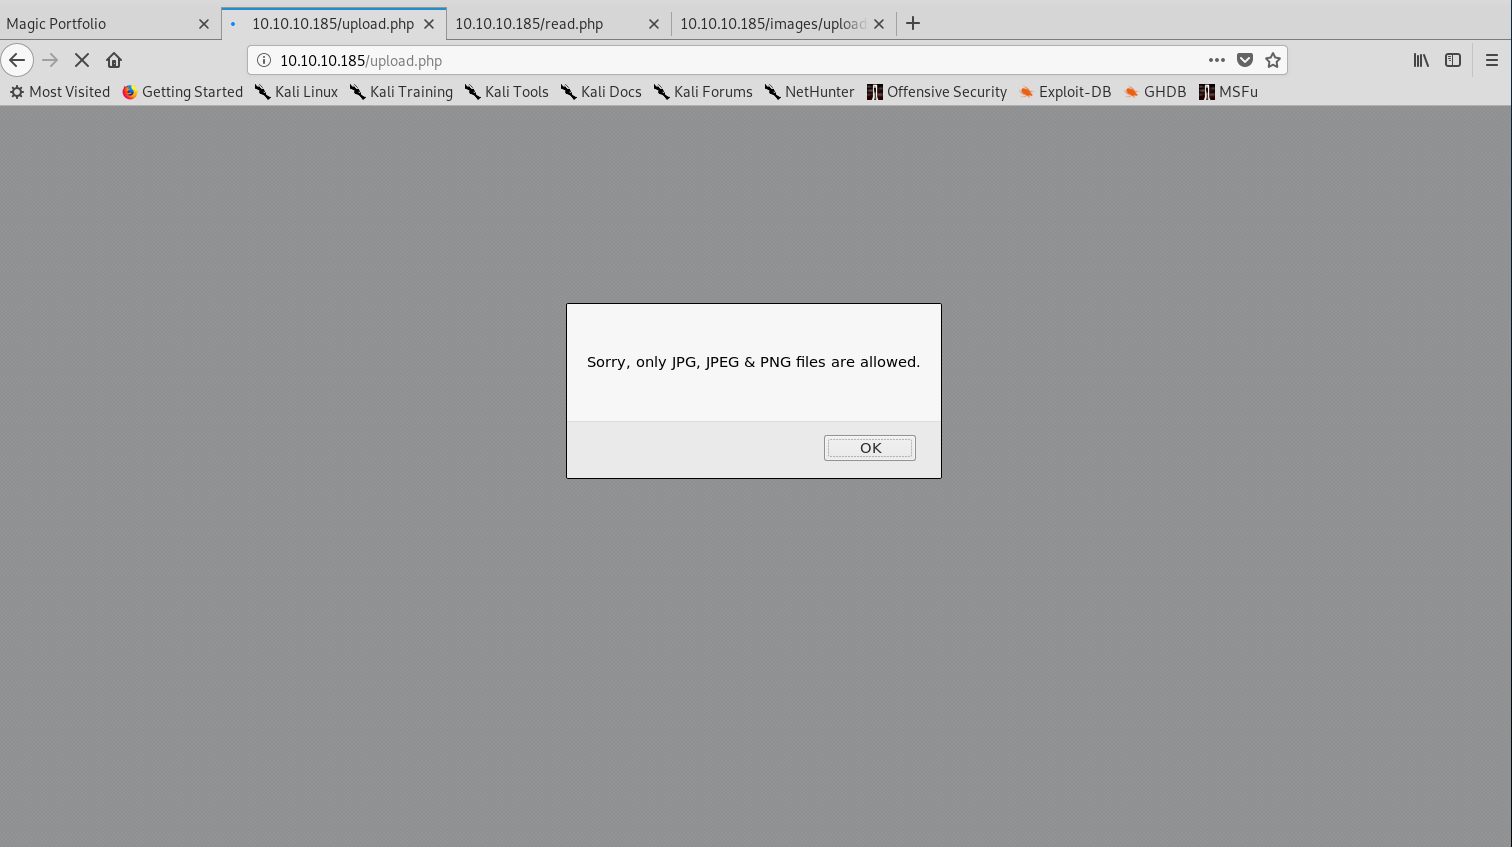 Magic Portfolio 10.10.10.185/upload.php 10.10.10.185/read.php 10.10.10.185/images/upload
10.10.10.185/upload.php
Most Visited Getting Started Kali Linux Kali Training Kali Tools Kali Docs Kali Forums NetHunter Offensive Security Exploit-DB GHDB MSFu
Sorry, only JPG, JPEG & PNG files are allowed.
OK